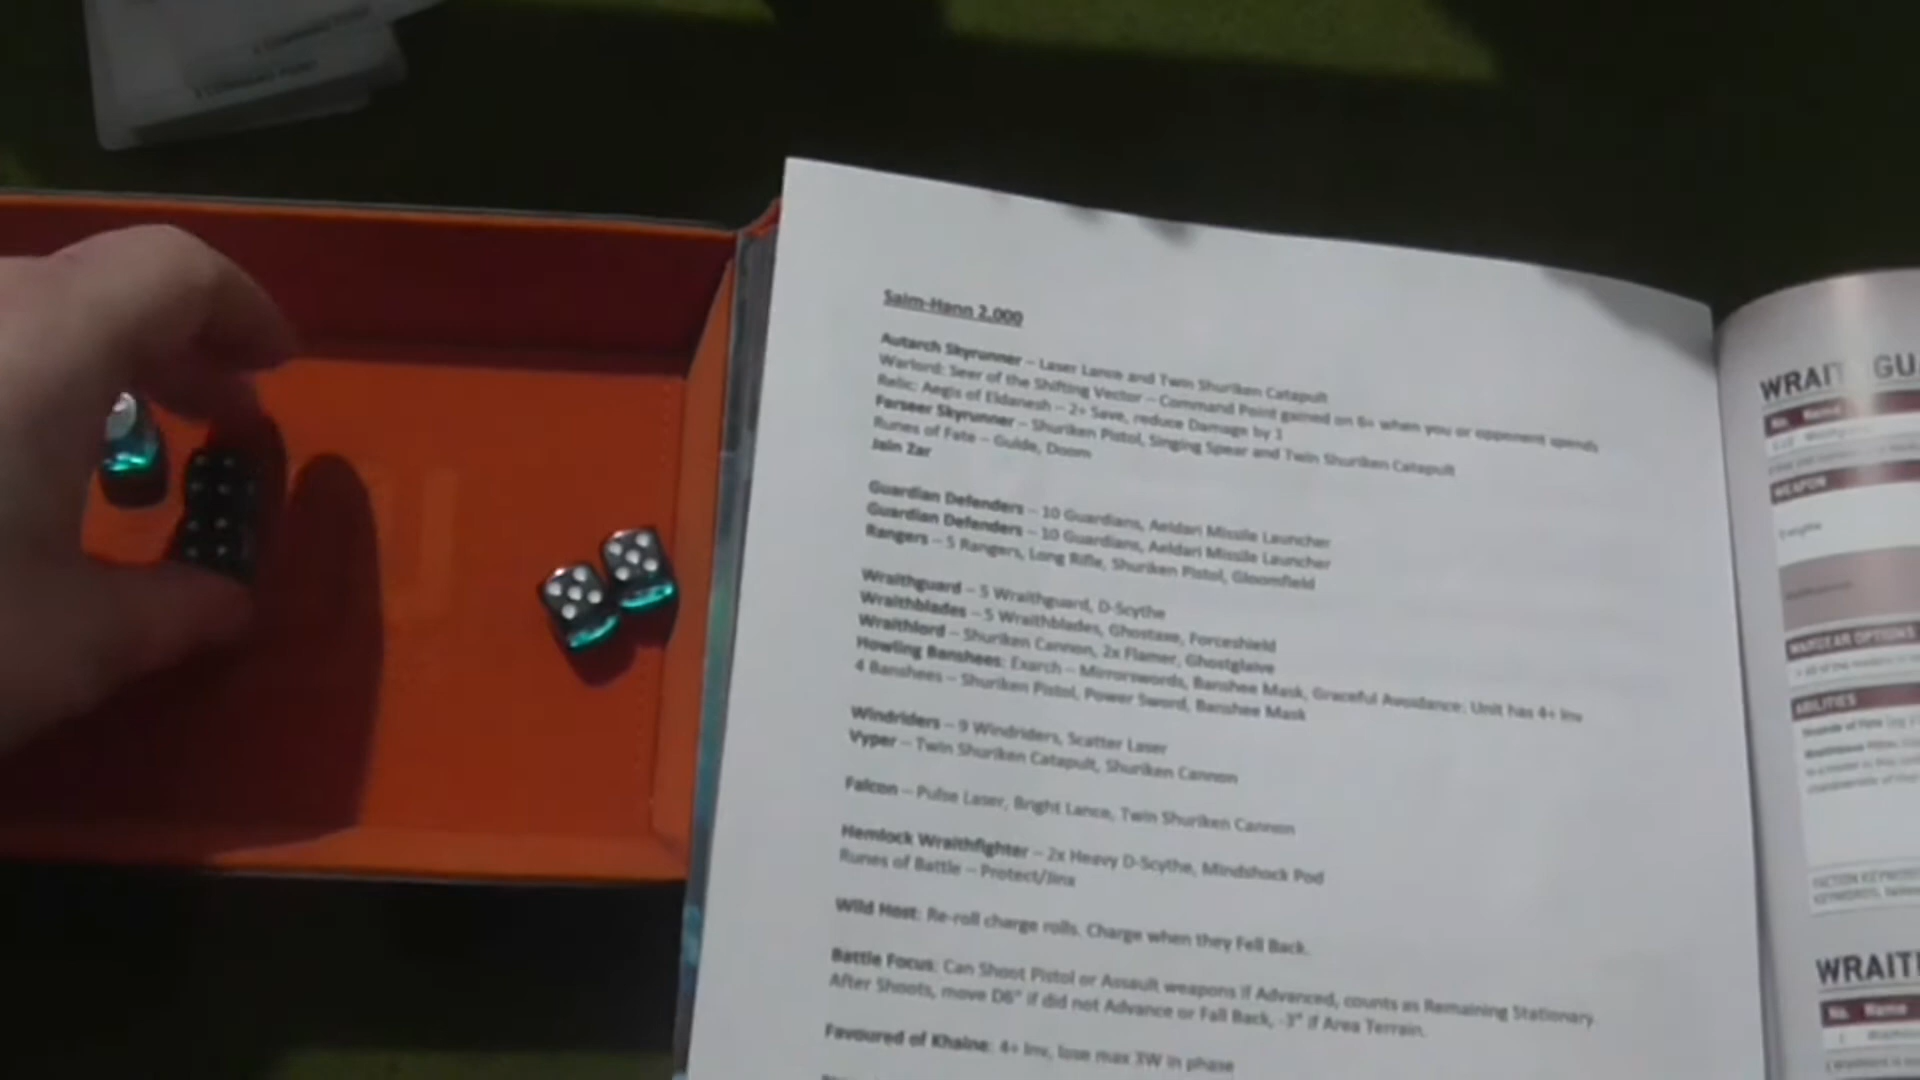 Saim-Hann 2,000
Autarch Skyrunner – Laser Lance and Twin Shuriken Catapult
Warlord: Seer of the Shifting Vector – Command Point gained on 6+ when you or opponent spends
Relic: Aegis of Eldanesh – 2+ Save, reduce Damage by 1
Farseer Skyrunner – Shuriken Pistol, Singing Spear and Twin Shuriken Catapult
Runes of Fate – Guide, Doom
Jain Zar
Guardian Defenders – 10 Guardians, Aeldari Missile Launcher
Guardian Defenders – 10 Guardians, Aeldari Missile Launcher
Rangers – 5 Rangers, Long Rifle, Shuriken Pistol, Gloomfield
Wraithguard – 5 Wraithguard, D-Scythe
Wraithblades – 5 Wraithblades, Ghostaxe, Forceshield
Wraithlord – Shuriken Cannon, 2x Flamer, Ghostglaive
Howling Banshees: Exarch – Mirrorswords, Banshee Mask, Graceful Avoidance: Unit has 4+ Inv
4 Banshees – Shuriken Pistol, Power Sword, Banshee Mask
Windriders – 9 Windriders, Scatter Laser
Vyper – Twin Shuriken Catapult, Shuriken Cannon
Falcon – Pulse Laser, Bright Lance, Twin Shuriken Cannon
Hemlock Wraithfighter – 2x Heavy D-Scythe, Mindshock Pod
Runes of Battle – Protect/Jinx
Wild Host: Re-roll charge rolls. Charge when they Fell Back.
Battle Focus: Can Shoot Pistol or Assault weapons if Advanced, counts as Remaining Stationary.
After Shoots, move D6" if did not Advance or Fall Back, -3" if Area Terrain.
Favoured of Khaine: 4+ Inv, lose max 3W in phase
WRAIT GU
No. Name
WEAPON
WARGEAR OPTIONS
ABILITIES
WRAIT
No. Name